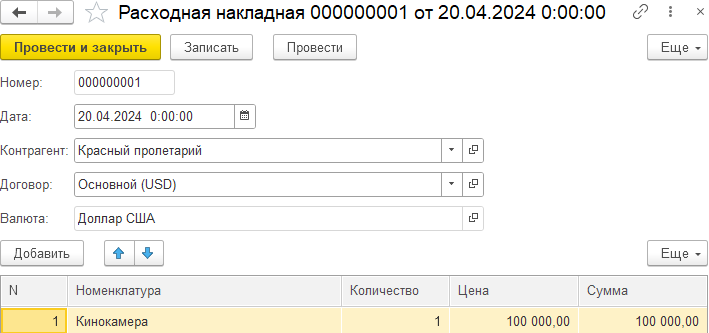 Расходная накладная 000000001 от 20.04.2024 0:00:00
Провести и закрыть Записать Провести Еще
Номер: 000000001
Дата: 20.04.2024 0:00:00
Контрагент: Красный пролетарий
Договор: Основной (USD)
Валюта: Доллар США
Добавить Еще
N Номенклатура Количество Цена Сумма
1 Кинокамера 1 100 000,00 100 000,00